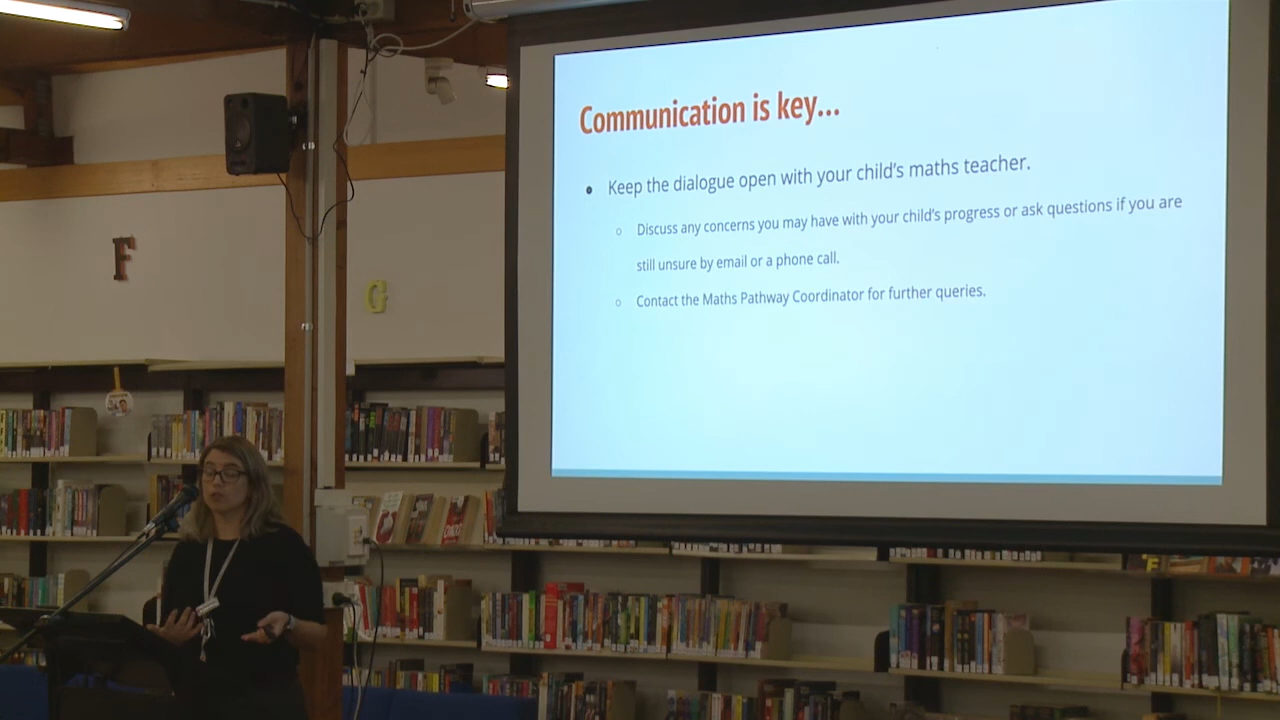 Communication is key...
• Keep the dialogue open with your child's maths teacher.
○ Discuss any concerns you may have with your child's progress or ask questions if you are
still unsure by email or a phone call.
○ Contact the Maths Pathway Coordinator for further queries.
F
G
F